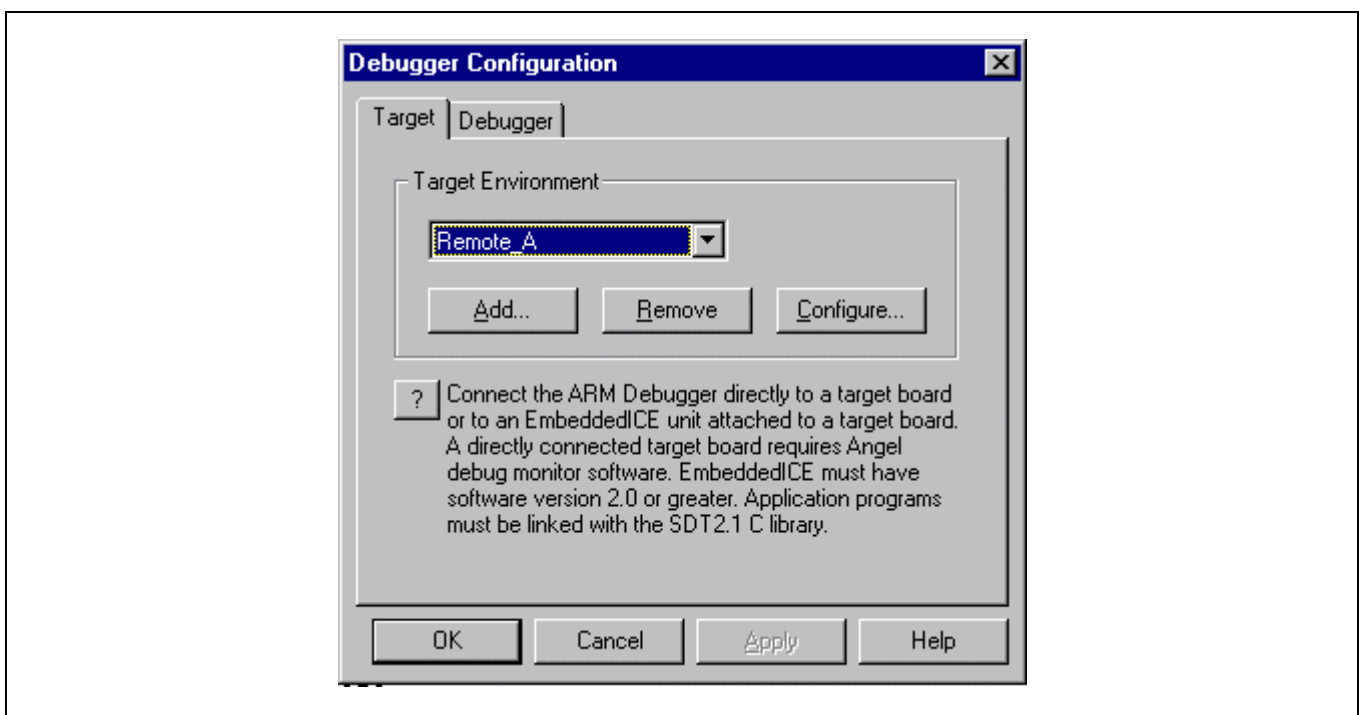 Debugger Configuration
Target
Debugger
Target Environment
Remote_A
Add...
Remove
Configure...
?
Connect the ARM Debugger directly to a target board
or to an EmbeddedICE unit attached to a target board.
A directly connected target board requires Angel
debug monitor software. EmbeddedICE must have
software version 2.0 or greater. Application programs
must be linked with the SDT2.1 C library.
OK
Cancel
Apply
Help